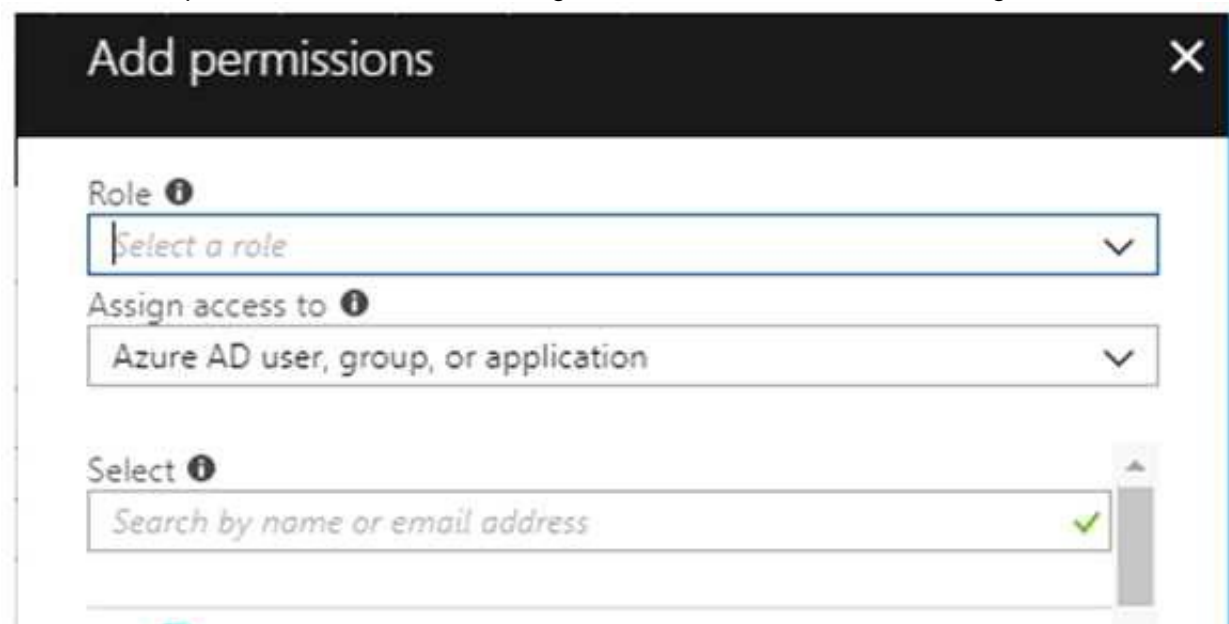 Add permissions
Role
Select a role
Assign access to
Azure AD user, group, or application
Select
Search by name or email address